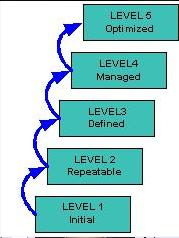 LEVEL 5
Optimized
LEVEL4
Managed
LEVEL3
Defined
LEVEL 2
Repeatable
LEVEL 1
Initial